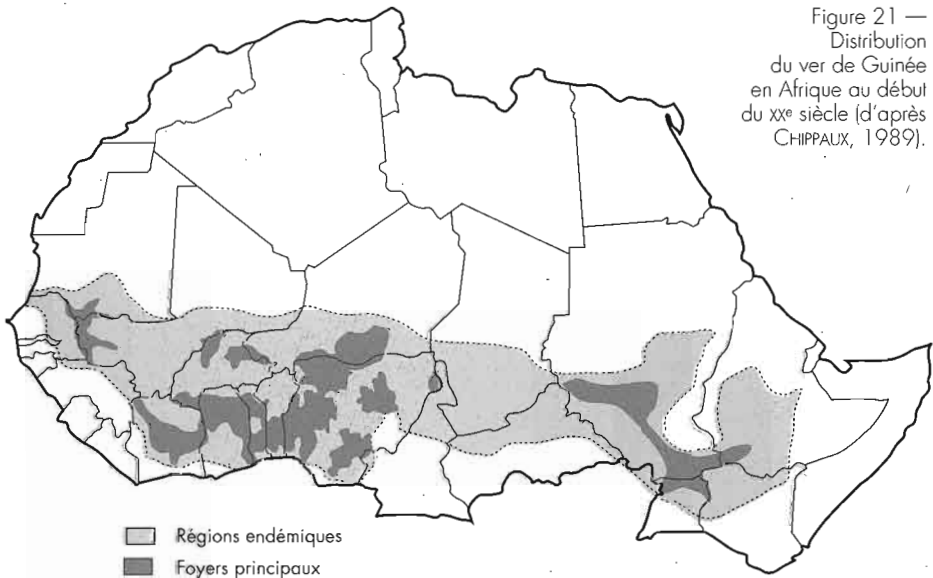 Figure 21 —
Distribution
du ver de Guinée
en Afrique au début
du XXe siècle (d'après
CHIPPAUX, 1989).
Régions endémiques
Foyers principaux